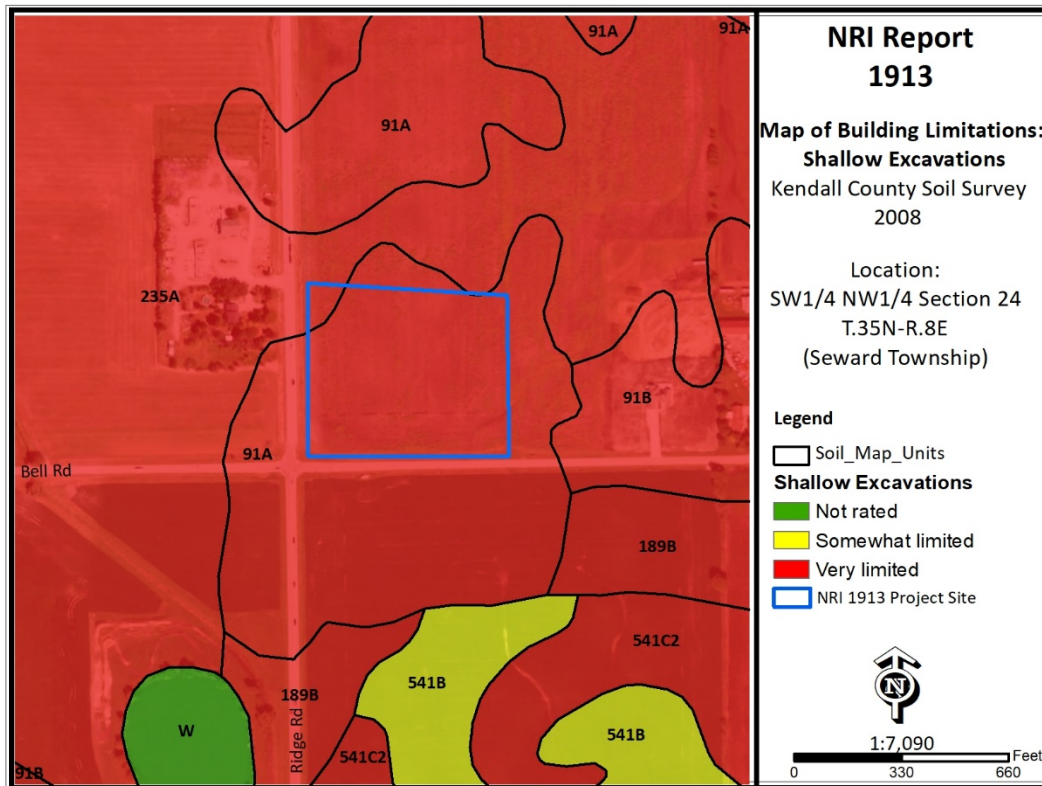 91A
91A
91A
235A
91B
91A
Bell Rd
189B
541C2
541B
189B
W
541B
Ridge Rd
541C2
91B
NRI Report
1913
Map of Building Limitations:
Shallow Excavations
Kendall County Soil Survey
2008
Location:
SW1/4 NW1/4 Section 24
T.35N-R.8E
(Seward Township)
Legend
Soil_Map_Units
Shallow Excavations
Not rated
Somewhat limited
Very limited
NRI 1913 Project Site
N
1:7,090
Feet
0 330 660